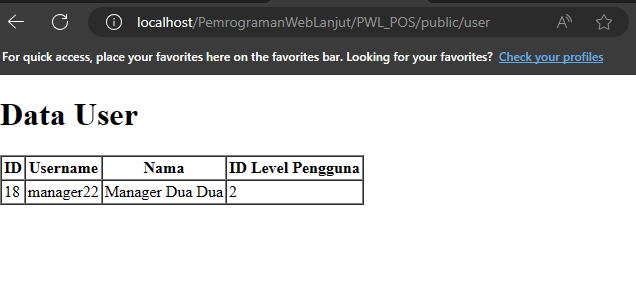 localhost/PemrogramanWebLanjut/PWL_POS/public/user
For quick access, place your favorites here on the favorites bar. Looking for your favorites? Check your profiles
Data User
ID Username Nama ID Level Pengguna
18 manager22 Manager Dua Dua 2